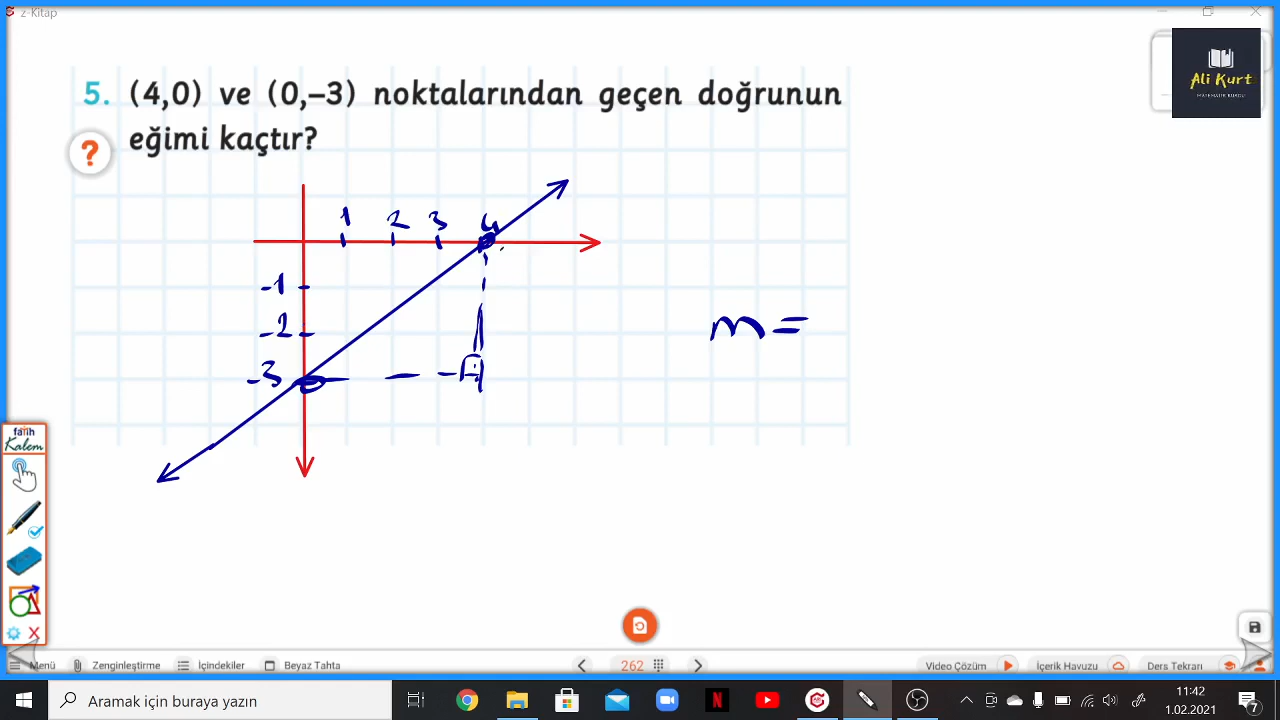 z-Kitap
Ali Kurt
5. (4,0) ve (0,–3) noktalarından geçen doğrunun
eğimi kaçtır?
?
1 2 3 4
-1
-2
-3
m =
fatih
Kalem
Menü Zenginleştirme İçindekiler Beyaz Tahta 262 Video Çözüm İçerik Havuzu Ders Tekrarı
Aramak için buraya yazın
11:42
1.02.2021
7